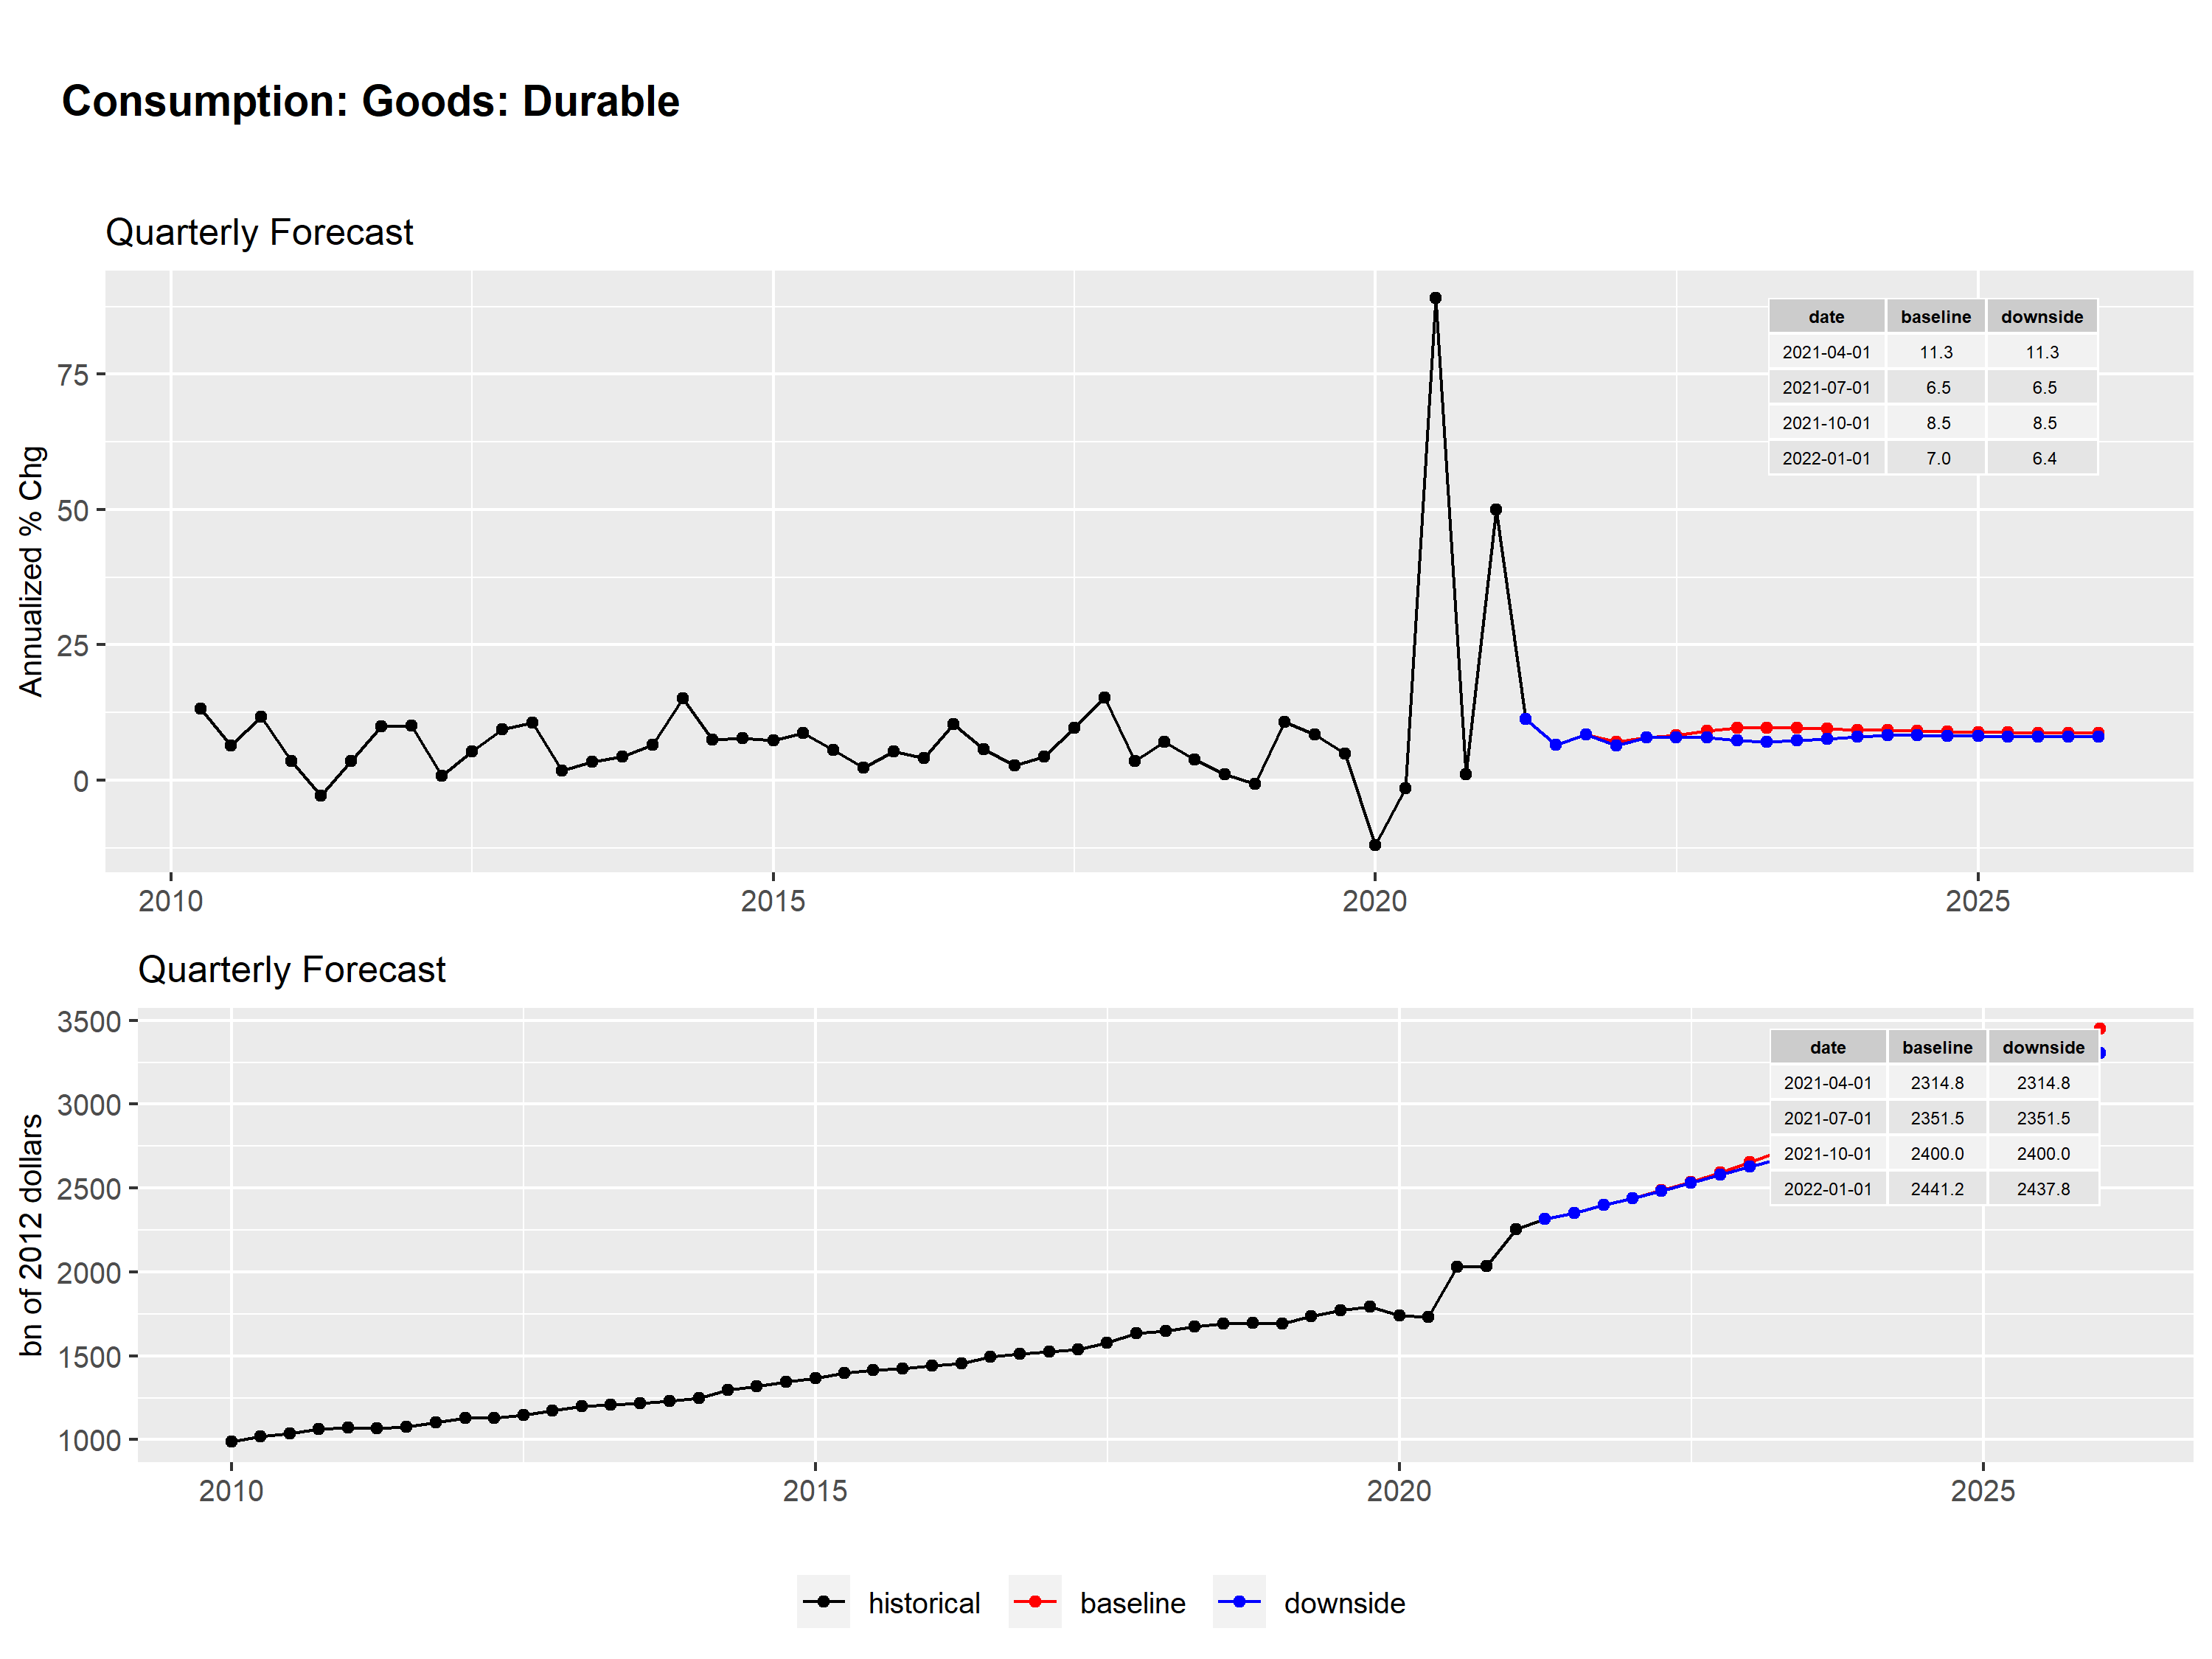 Consumption: Goods: Durable
Quarterly Forecast
Annualized % Chg
75
50
25
0
date baseline downside
2021-04-01 11.3 11.3
2021-07-01 6.5 6.5
2021-10-01 8.5 8.5
2022-01-01 7.0 6.4
2010 2015 2020 2025
Quarterly Forecast
bn of 2012 dollars
3500
3000
2500
2000
1500
1000
date baseline downside
2021-04-01 2314.8 2314.8
2021-07-01 2351.5 2351.5
2021-10-01 2400.0 2400.0
2022-01-01 2441.2 2437.8
2010 2015 2020 2025
historical baseline downside